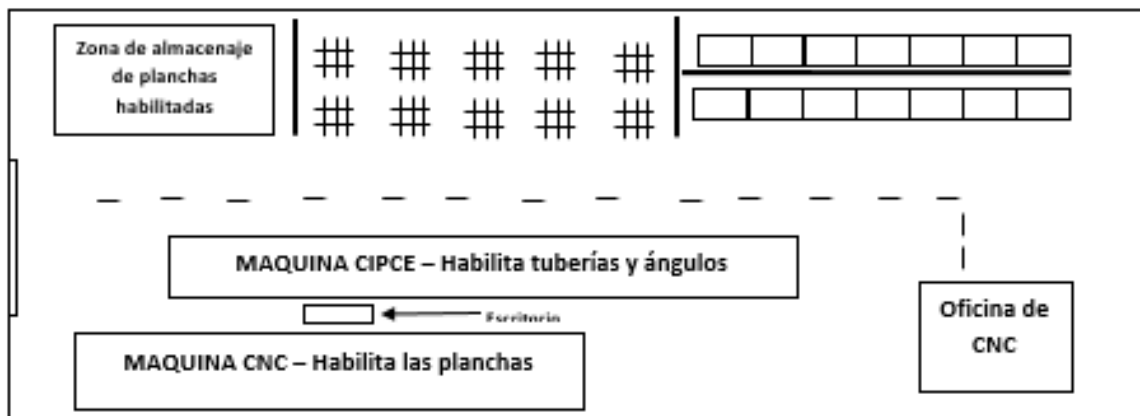 Zona de almacenaje
de planchas
habilitadas
MAQUINA CIPCE – Habilita tuberías y ángulos
Escritorio
Oficina de
CNC
MAQUINA CNC – Habilita las planchas